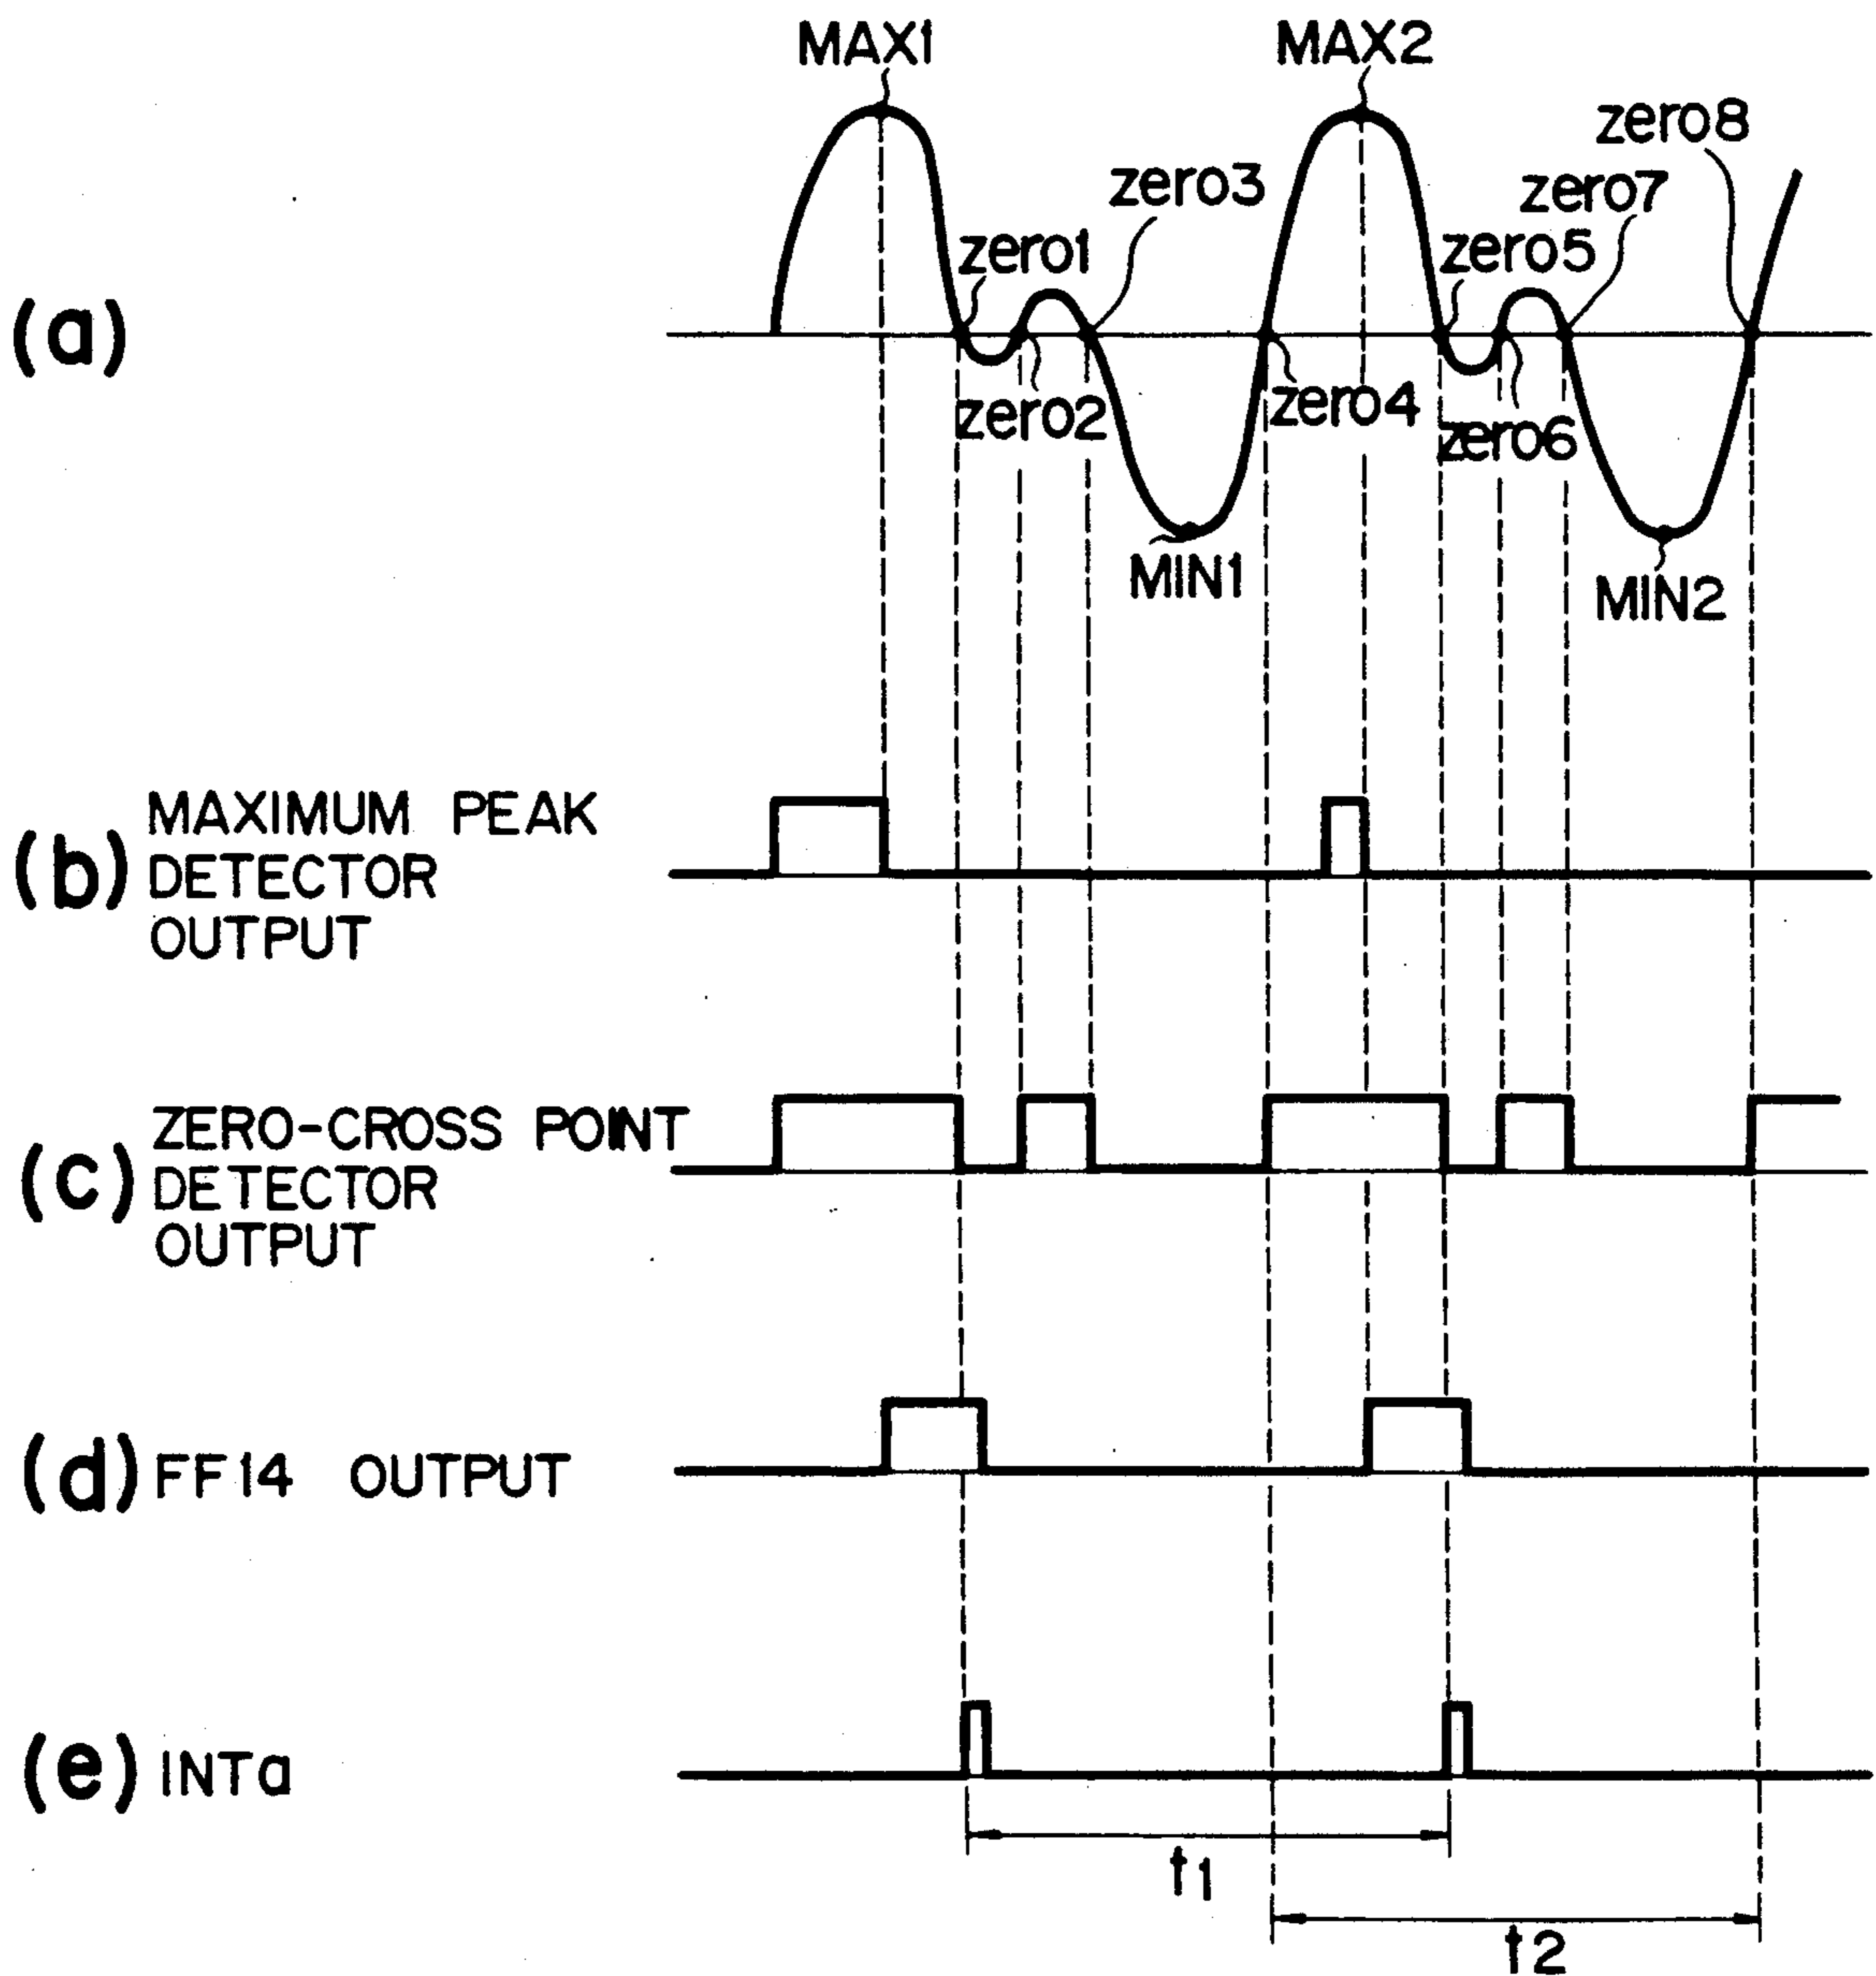 MAX1
MAX2
zero8
zero3
zero7
zero1
zero5
(a)
zero2
zero4
zero6
MIN1
MIN2
(b) MAXIMUM PEAK
DETECTOR
OUTPUT
(c) ZERO-CROSS POINT
DETECTOR
OUTPUT
(d) FF14 OUTPUT
(e) INTa
t1
t2